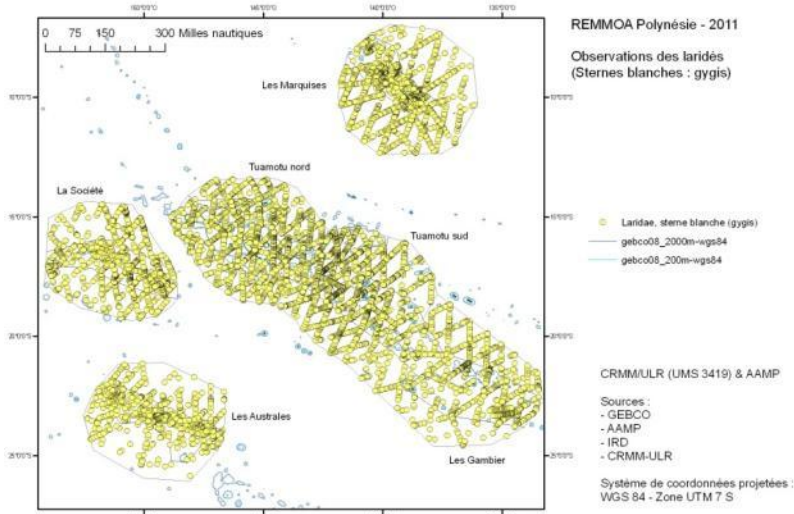 0 75 150 300 Milles nautiques
REMMOA Polynésie - 2011
Observations des laridés
(Sternes blanches : gygis)
Les Marquises
Tuamotu nord
La Société
Tuamotu sud
Les Australes
Les Gambier
Laridae, sterne blanche (gygis)
gebco08_2000m-wgs84
gebco08_200m-wgs84
CRMM/ULR (UMS 3419) & AAMP
Sources :
- GEBCO
- AAMP
- IRD
- CRMM-ULR
Système de coordonnées projetées :
WGS 84 - Zone UTM 7 S